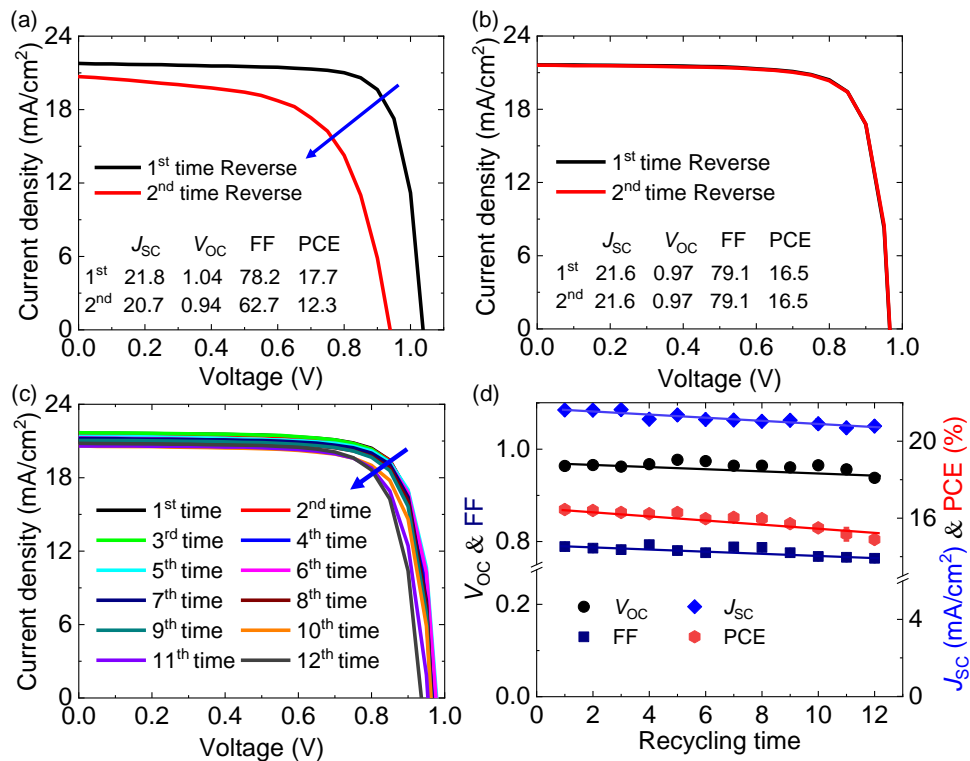 (a)
24
18
12
6
0
Current density (mA/cm²)
1st time Reverse
2nd time Reverse
JSC VOC FF PCE
1st 21.8 1.04 78.2 17.7
2nd 20.7 0.94 62.7 12.3
0.0 0.2 0.4 0.6 0.8 1.0
Voltage (V)
(b)
24
18
12
6
0
Current density (mA/cm²)
1st time Reverse
2nd time Reverse
JSC VOC FF PCE
1st 21.6 0.97 79.1 16.5
2nd 21.6 0.97 79.1 16.5
0.0 0.2 0.4 0.6 0.8 1.0
Voltage (V)
(c)
24
18
12
6
0
Current density (mA/cm²)
1st time 2nd time
3rd time 4th time
5th time 6th time
7th time 8th time
9th time 10th time
11th time 12th time
0.0 0.2 0.4 0.6 0.8 1.0
Voltage (V)
(d)
1.0
0.8
0.2
0.0
VOC & FF
VOC JSC
FF PCE
20
16
4
0
JSC (mA/cm²) & PCE (%)
0 2 4 6 8 10 12
Recycling time